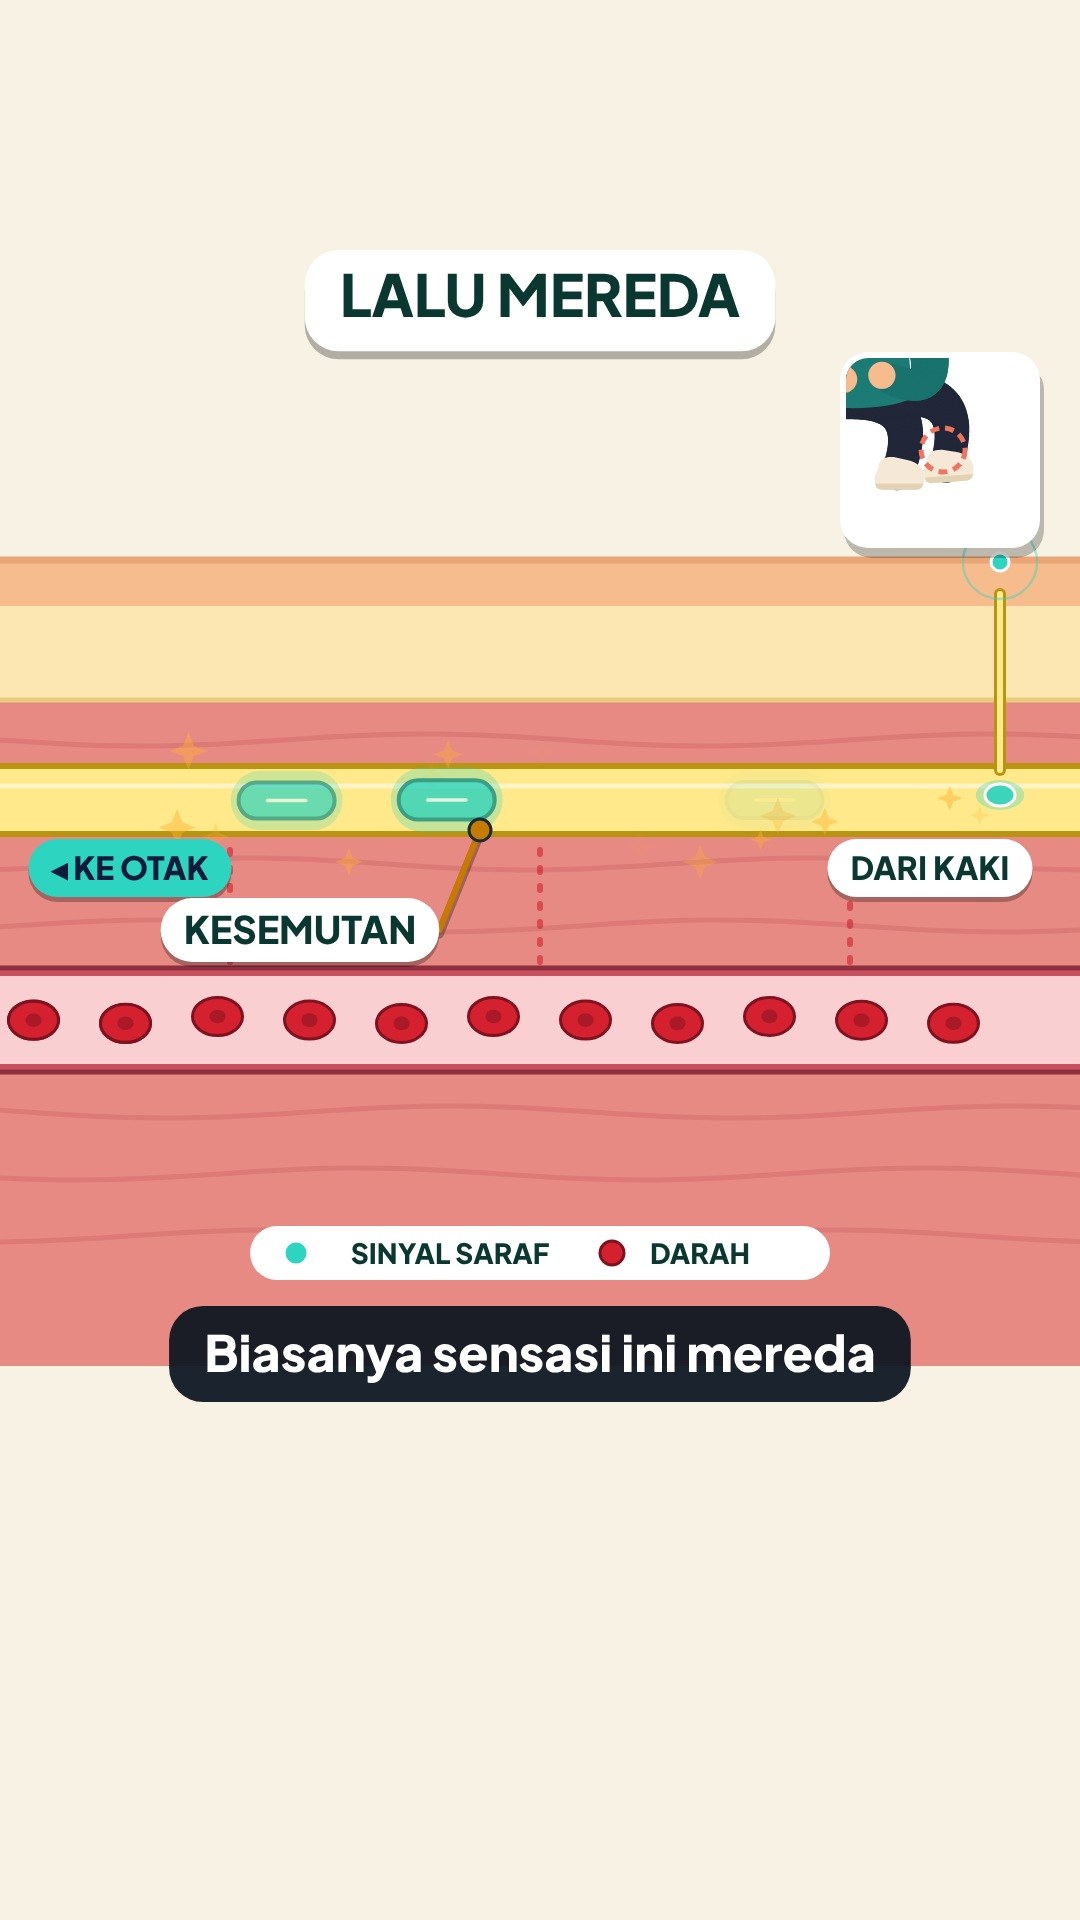 LALU MEREDA
◂ KE OTAK
DARI KAKI
KESEMUTAN
SINYAL SARAF
DARAH
Biasanya sensasi ini mereda